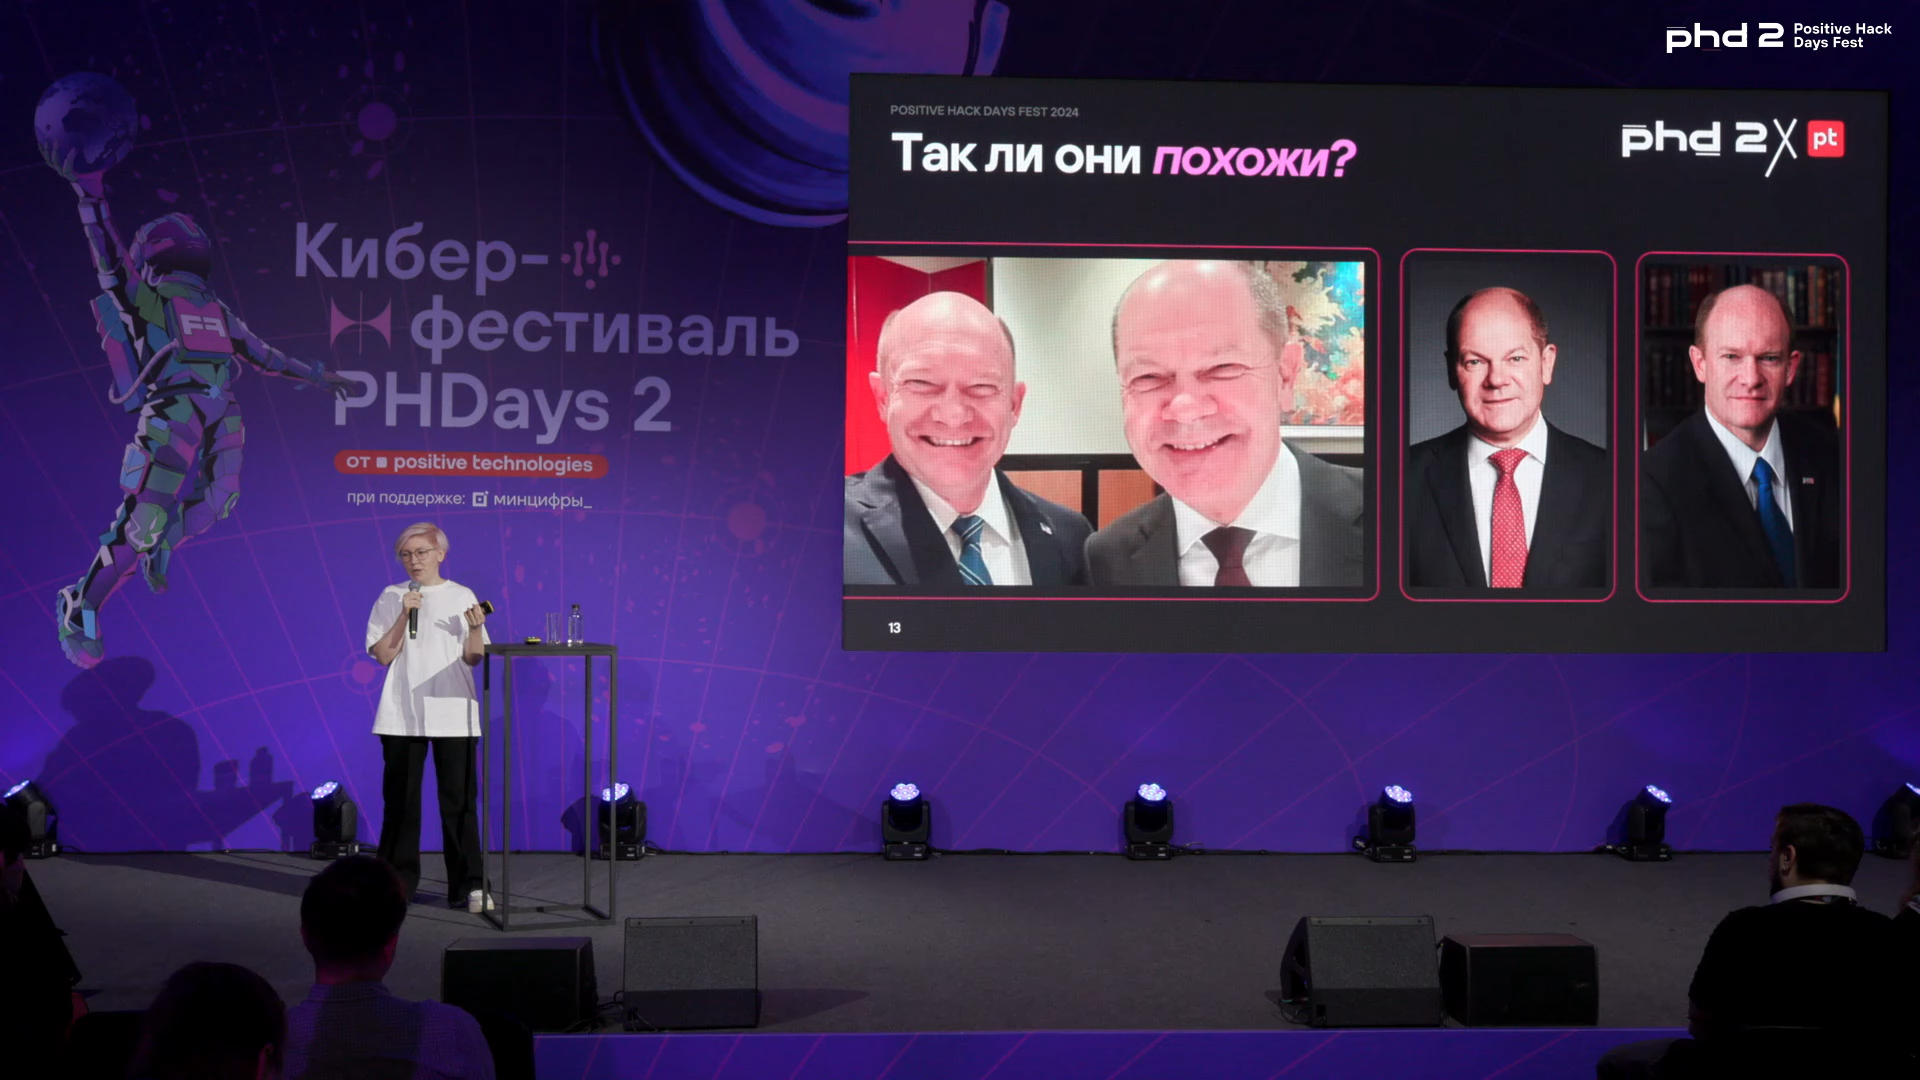 phd 2 Positive Hack
Days Fest
POSITIVE HACK DAYS FEST 2024
Так ли они похожи?
phd 2 pt
13
Кибер-
фестиваль
PHDays 2
от positive technologies
при поддержке: минцифры_
FF